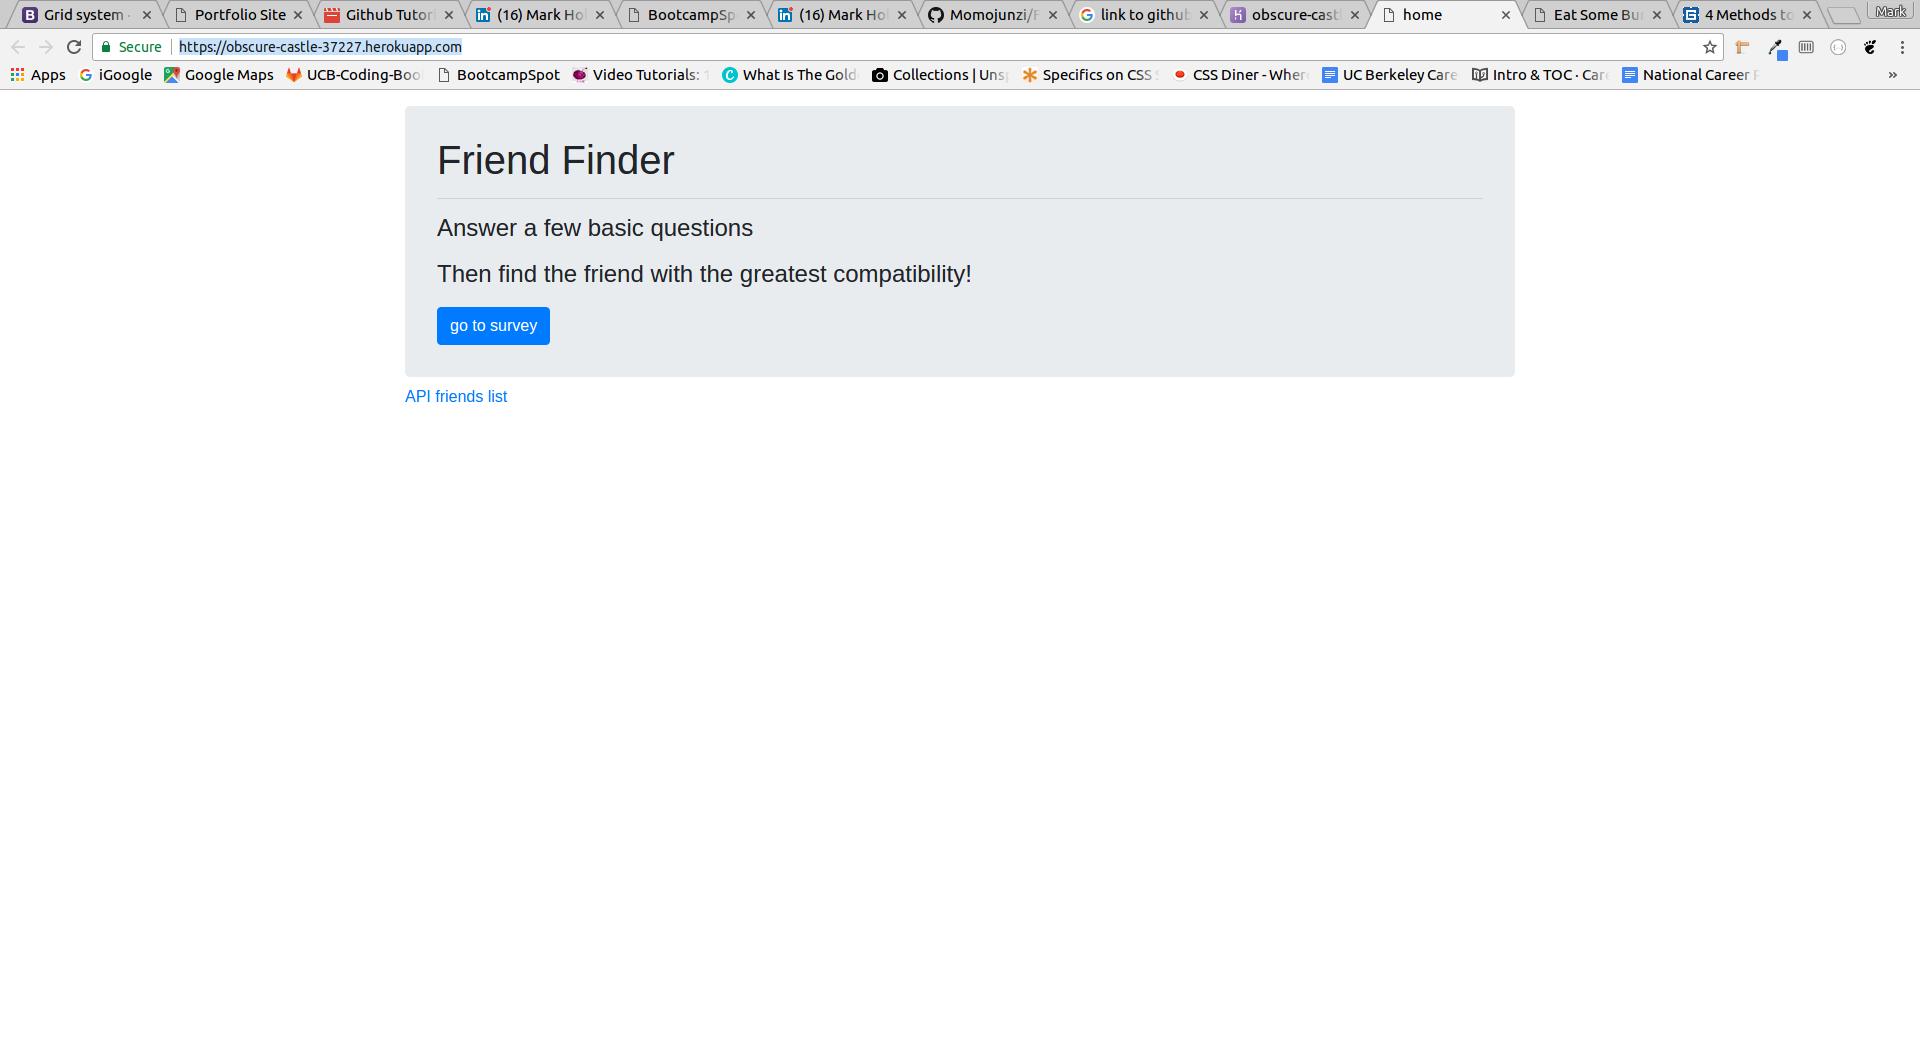 Grid system - Portfolio Site Github Tutor (16) Mark Ho BootcampSp (16) Mark Ho Momojunzi/F link to github obscure-cast home Eat Some Bu 4 Methods to Mark
Secure https://obscure-castle-37227.herokuapp.com
Apps iGoogle Google Maps UCB-Coding-Boo BootcampSpot Video Tutorials: What Is The Gold Collections | Uns Specifics on CSS CSS Diner - Wher UC Berkeley Care Intro & TOC · Car National Career »
Friend Finder
Answer a few basic questions
Then find the friend with the greatest compatibility!
go to survey
API friends list